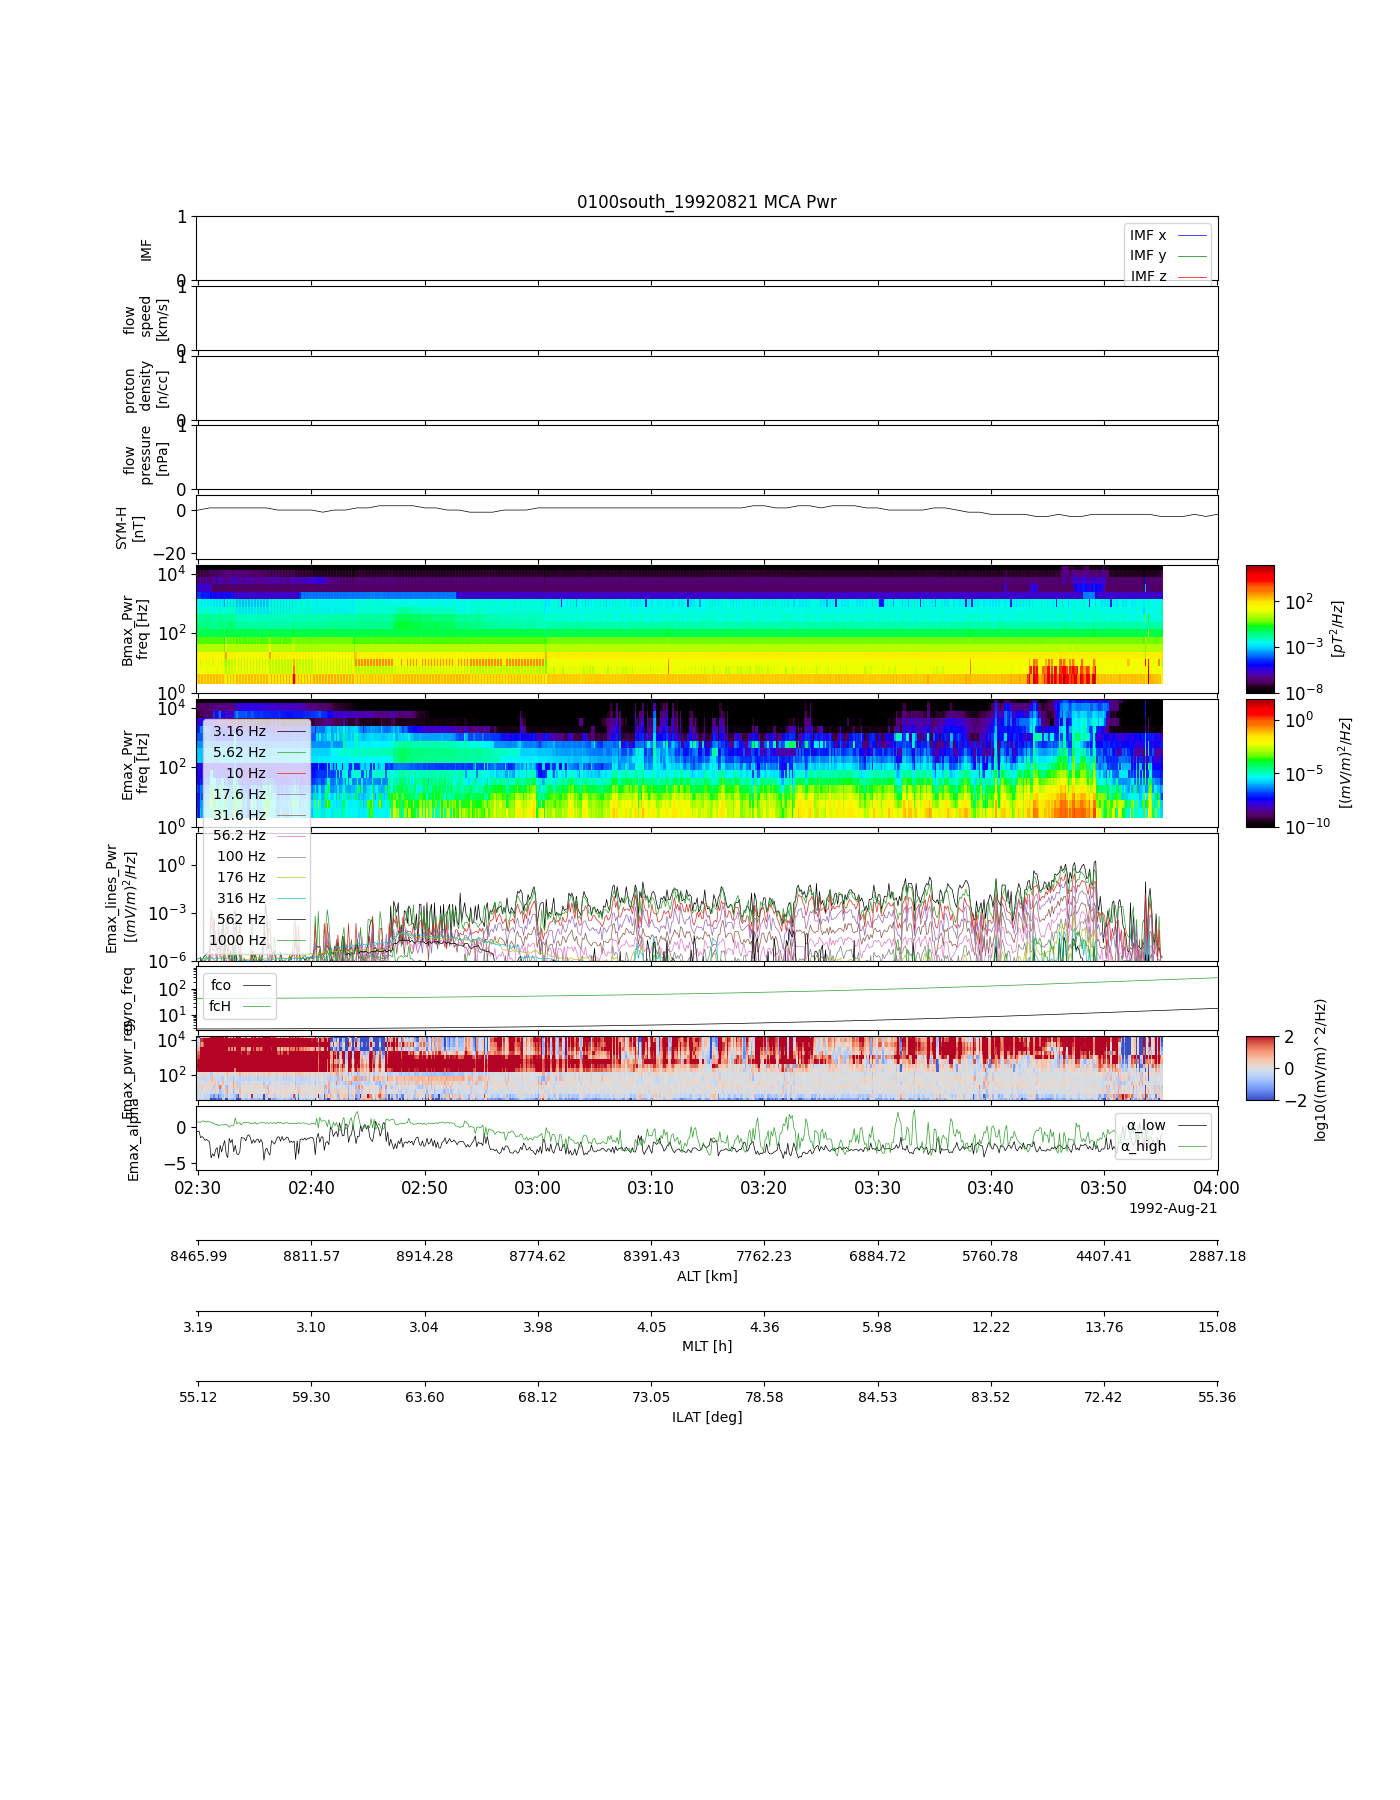 0100south_19920821 MCA Pwr
1
0
IMF
IMF x
IMF y
IMF z
1
0
flow
speed
[km/s]
1
0
proton
density
[n/cc]
1
0
flow
pressure
[nPa]
0
−20
SYM-H
[nT]
10^4
10^2
10^0
Bmax_Pwr
freq [Hz]
10^2
10^−3
10^−8
[pT^2/Hz]
10^4
10^2
10^0
Emax_Pwr
freq [Hz]
10^0
10^−5
10^−10
[(mV/m)^2/Hz]
3.16 Hz
5.62 Hz
10 Hz
17.6 Hz
31.6 Hz
56.2 Hz
100 Hz
176 Hz
316 Hz
562 Hz
1000 Hz
10^0
10^−3
10^−6
Emax_lines_Pwr
[(mV/m)^2/Hz]
10^2
10^1
gyro_freq
fco
fcH
10^4
10^2
Emax_pwr_reg
2
0
−2
log10((mV/m)^2/Hz)
0
−5
Emax_alpha
α_low
α_high
02:30 02:40 02:50 03:00 03:10 03:20 03:30 03:40 03:50 04:00
1992-Aug-21
8465.99 8811.57 8914.28 8774.62 8391.43 7762.23 6884.72 5760.78 4407.41 2887.18
ALT [km]
3.19 3.10 3.04 3.98 4.05 4.36 5.98 12.22 13.76 15.08
MLT [h]
55.12 59.30 63.60 68.12 73.05 78.58 84.53 83.52 72.42 55.36
ILAT [deg]